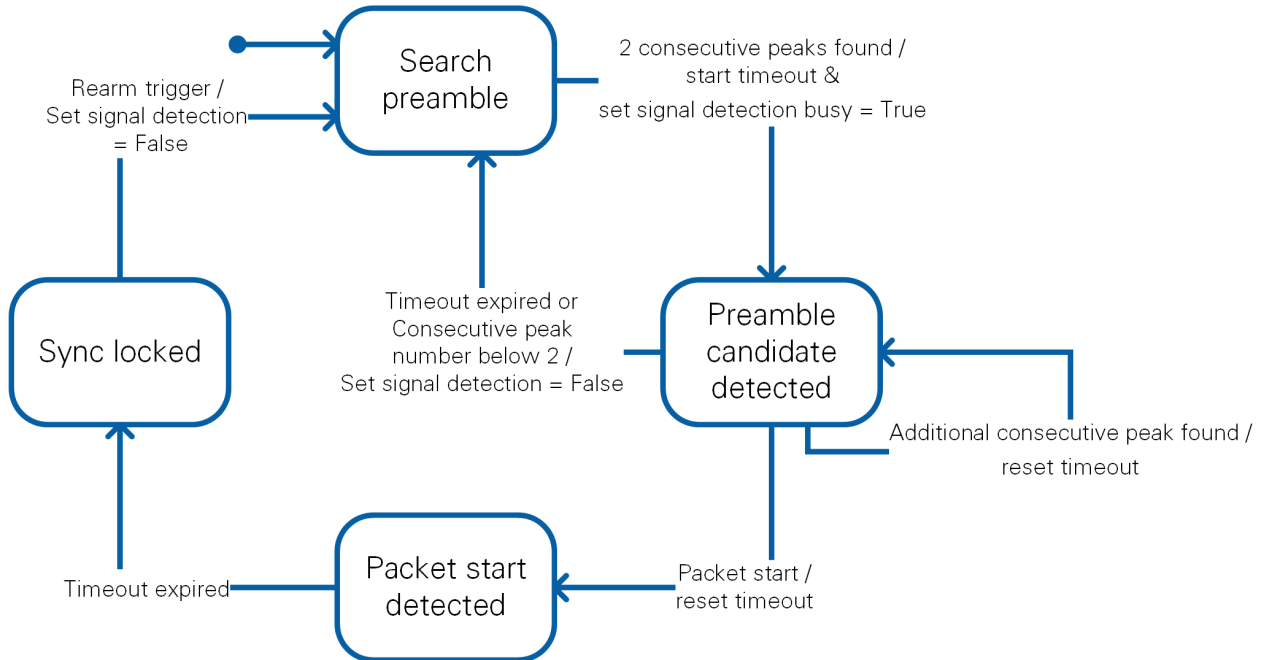 Search
preamble
2 consecutive peaks found /
start timeout &
set signal detection busy = True
Rearm trigger /
Set signal detection
= False
Sync locked
Timeout expired or
Consecutive peak
number below 2 /
Set signal detection = False
Preamble
candidate
detected
Additional consecutive peak found /
reset timeout
Timeout expired
Packet start
detected
Packet start /
reset timeout